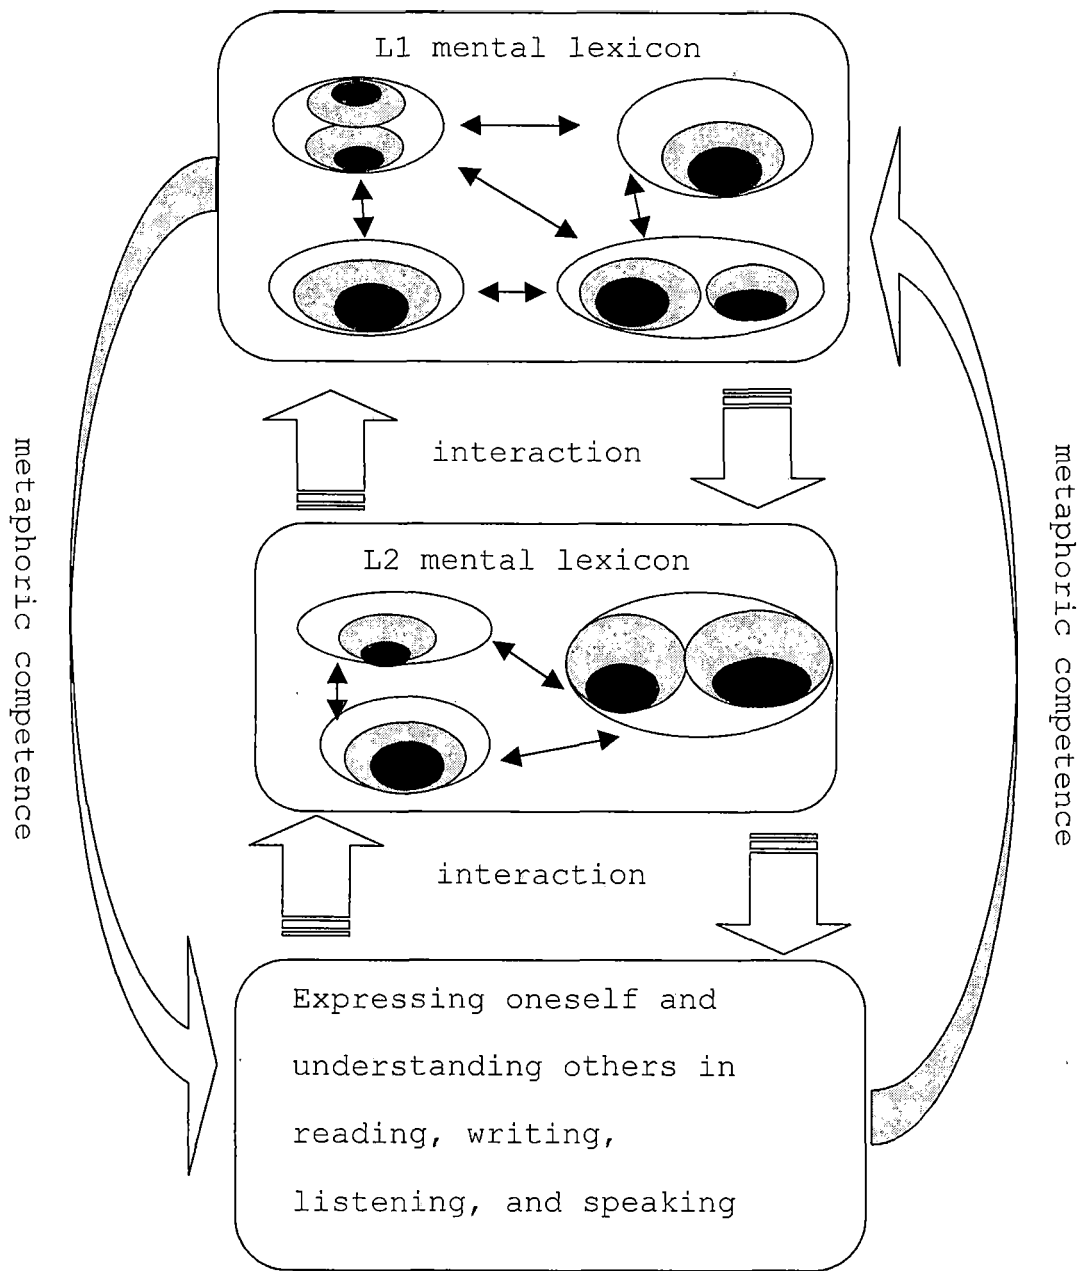 L1 mental lexicon
interaction
metaphoric competence
metaphoric competence
L2 mental lexicon
interaction
Expressing oneself and
understanding others in
reading, writing,
listening, and speaking